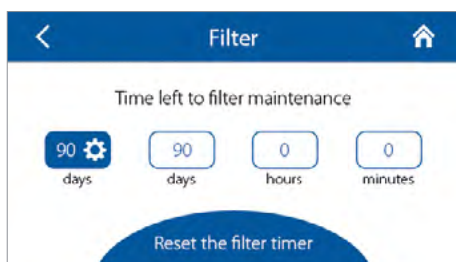 Filter
Time left to filter maintenance
90 90 0 0
days days hours minutes
Reset the filter timer